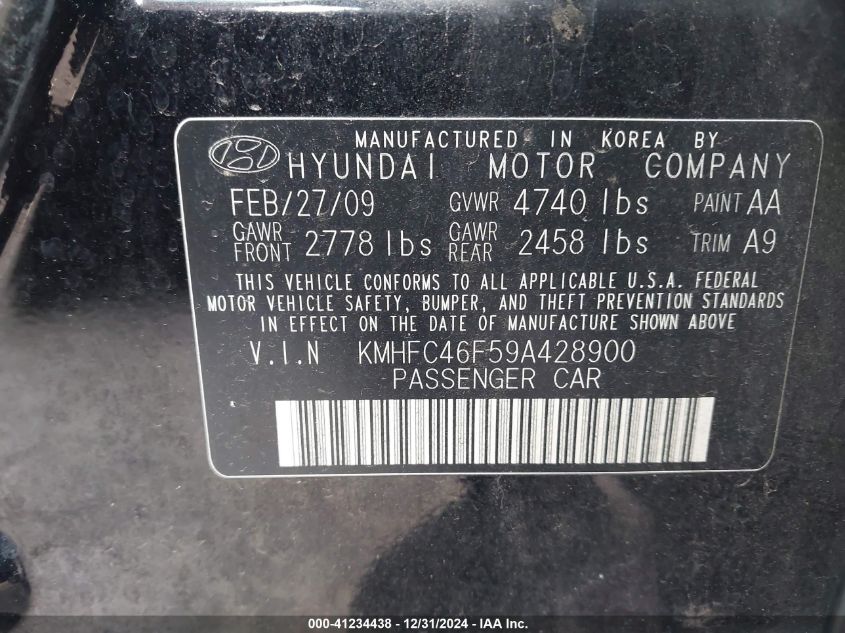 MANUFACTURED IN KOREA BY
HYUNDAI MOTOR COMPANY
FEB/27/09 GVWR 4740 lbs PAINT AA
GAWR FRONT 2778 lbs GAWR REAR 2458 lbs TRIM A9
THIS VEHICLE CONFORMS TO ALL APPLICABLE U.S.A. FEDERAL
MOTOR VEHICLE SAFETY, BUMPER, AND THEFT PREVENTION STANDARDS
IN EFFECT ON THE DATE OF MANUFACTURE SHOWN ABOVE
V.I.N KMHFC46F59A428900
PASSENGER CAR
000-41234438 - 12/31/2024 - IAA Inc.